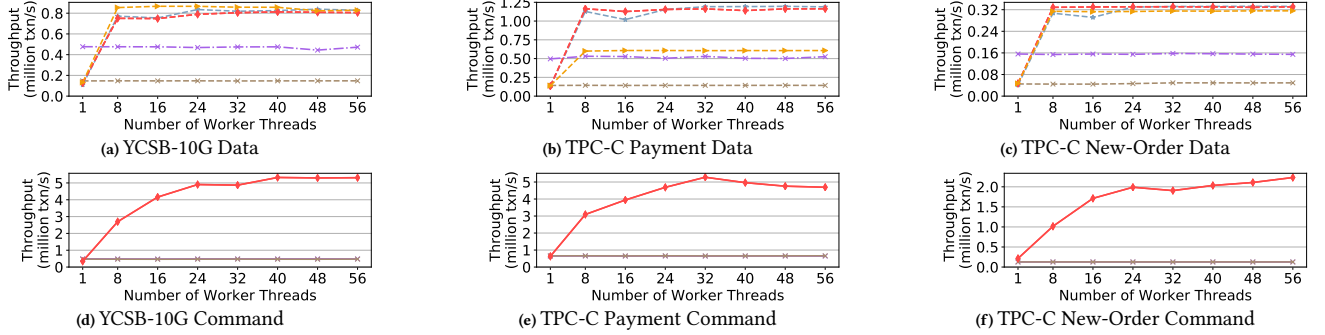 Throughput
(million txn/s)
0.8
0.6
0.4
0.2
0.0
1 8 16 24 32 40 48 56
Number of Worker Threads
(a) YCSB-10G Data
Throughput
(million txn/s)
1.25
1.00
0.75
0.50
0.25
0.00
1 8 16 24 32 40 48 56
Number of Worker Threads
(b) TPC-C Payment Data
Throughput
(million txn/s)
0.32
0.24
0.16
0.08
0.00
1 8 16 24 32 40 48 56
Number of Worker Threads
(c) TPC-C New-Order Data
Throughput
(million txn/s)
5
4
3
2
1
0
1 8 16 24 32 40 48 56
Number of Worker Threads
(d) YCSB-10G Command
Throughput
(million txn/s)
5
4
3
2
1
0
1 8 16 24 32 40 48 56
Number of Worker Threads
(e) TPC-C Payment Command
Throughput
(million txn/s)
2.0
1.5
1.0
0.5
0.0
1 8 16 24 32 40 48 56
Number of Worker Threads
(f) TPC-C New-Order Command